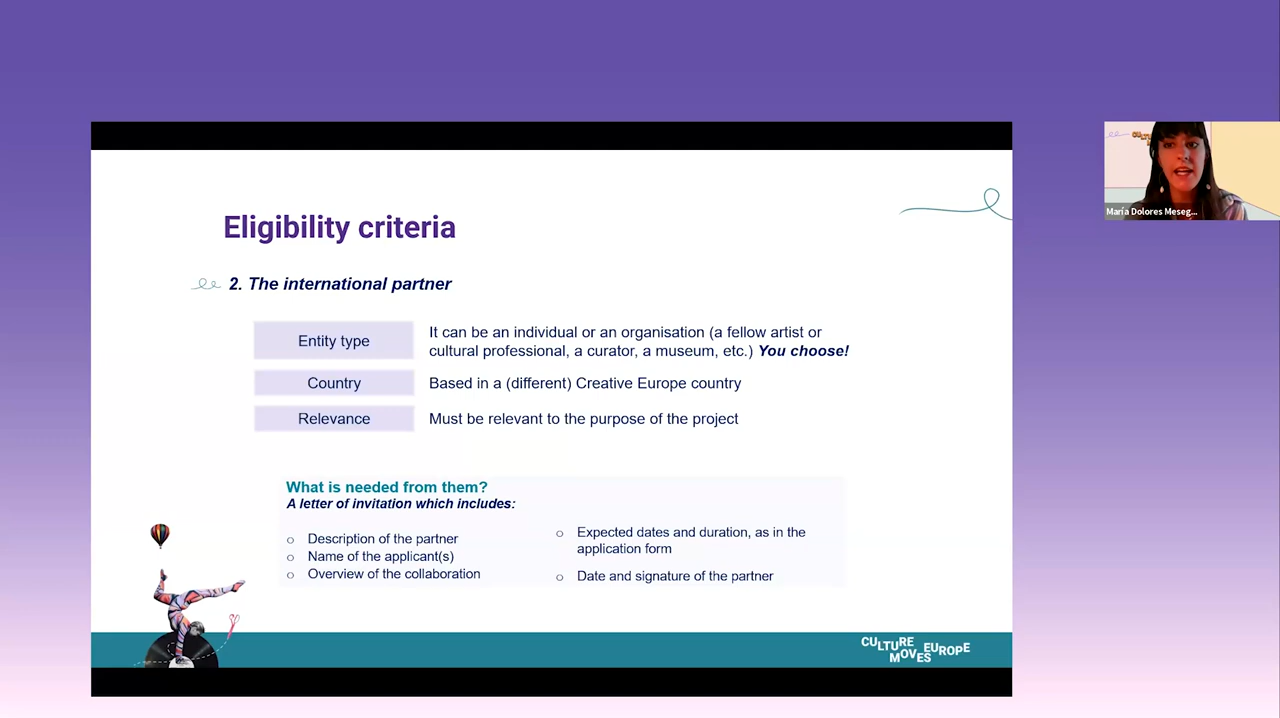 Eligibility criteria
2. The international partner
Entity type
It can be an individual or an organisation (a fellow artist or
cultural professional, a curator, a museum, etc.) You choose!
Country
Based in a (different) Creative Europe country
Relevance
Must be relevant to the purpose of the project
What is needed from them?
A letter of invitation which includes:
o Description of the partner
o Name of the applicant(s)
o Overview of the collaboration
o Expected dates and duration, as in the
application form
o Date and signature of the partner
CULTURE
MOVES EUROPE
María Dolores Meseg...